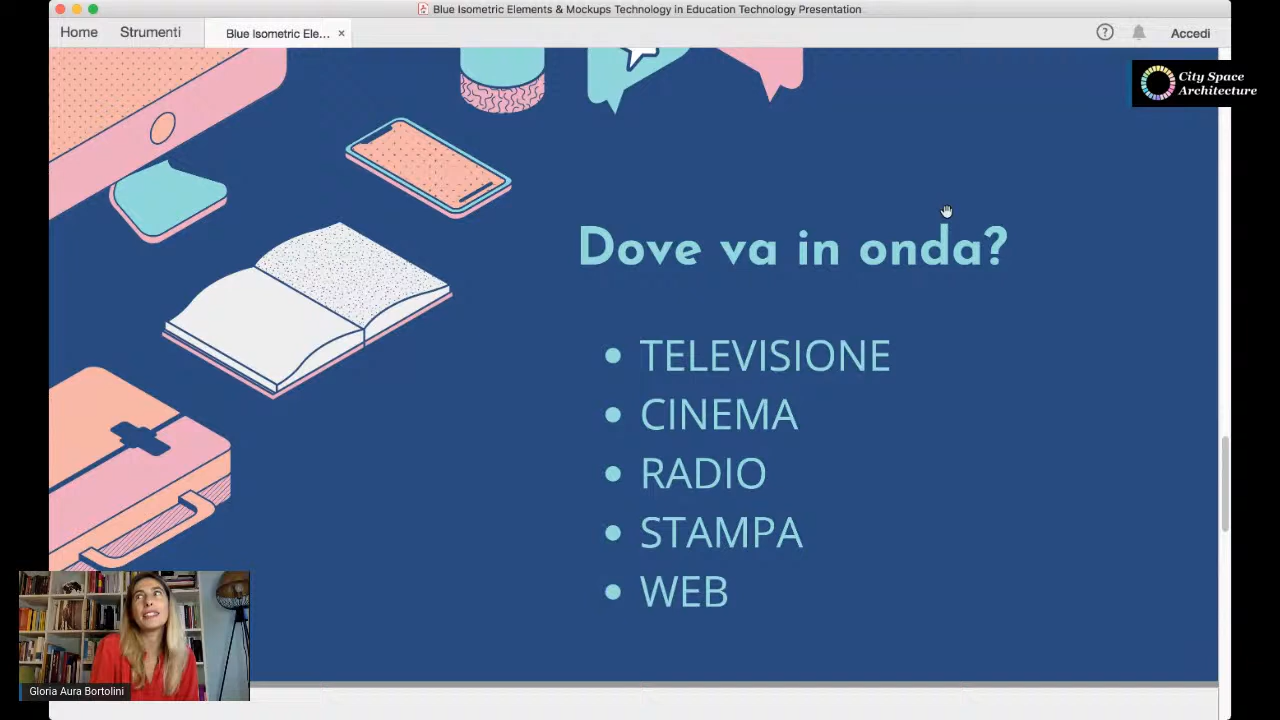 Blue Isometric Elements & Mockups Technology in Education Technology Presentation
Home Strumenti Blue Isometric Ele... × ? Accedi
City Space
Architecture
Dove va in onda?
• TELEVISIONE
• CINEMA
• RADIO
• STAMPA
• WEB
Gloria Aura Bortolini